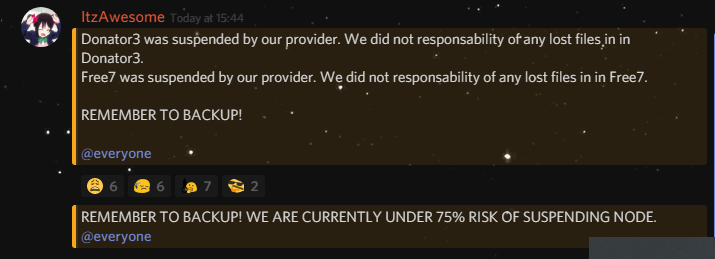 ItzAwesome Today at 15:44
Donator3 was suspended by our provider. We did not responsability of any lost files in in
Donator3.
Free7 was suspended by our provider. We did not responsability of any lost files in in Free7.
REMEMBER TO BACKUP!
@everyone
6 6 7 2
REMEMBER TO BACKUP! WE ARE CURRENTLY UNDER 75% RISK OF SUSPENDING NODE.
@everyone